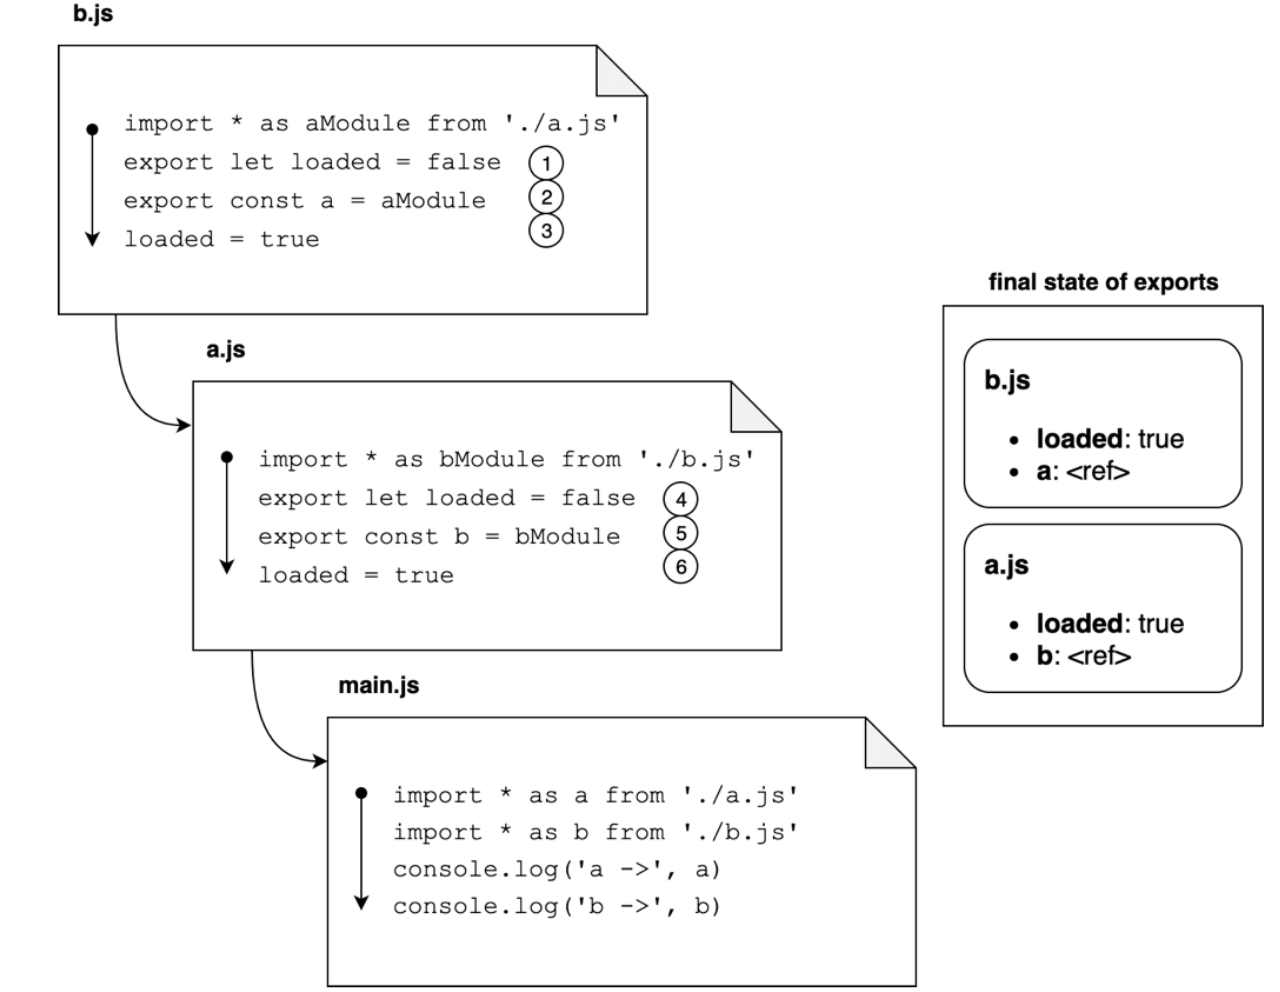 b.js
import * as aModule from './a.js'
export let loaded = false 1
export const a = aModule 2
loaded = true 3
a.js
import * as bModule from './b.js'
export let loaded = false 4
export const b = bModule 5
loaded = true 6
main.js
import * as a from './a.js'
import * as b from './b.js'
console.log('a ->', a)
console.log('b ->', b)
final state of exports
b.js
• loaded: true
• a: <ref>
a.js
• loaded: true
• b: <ref>